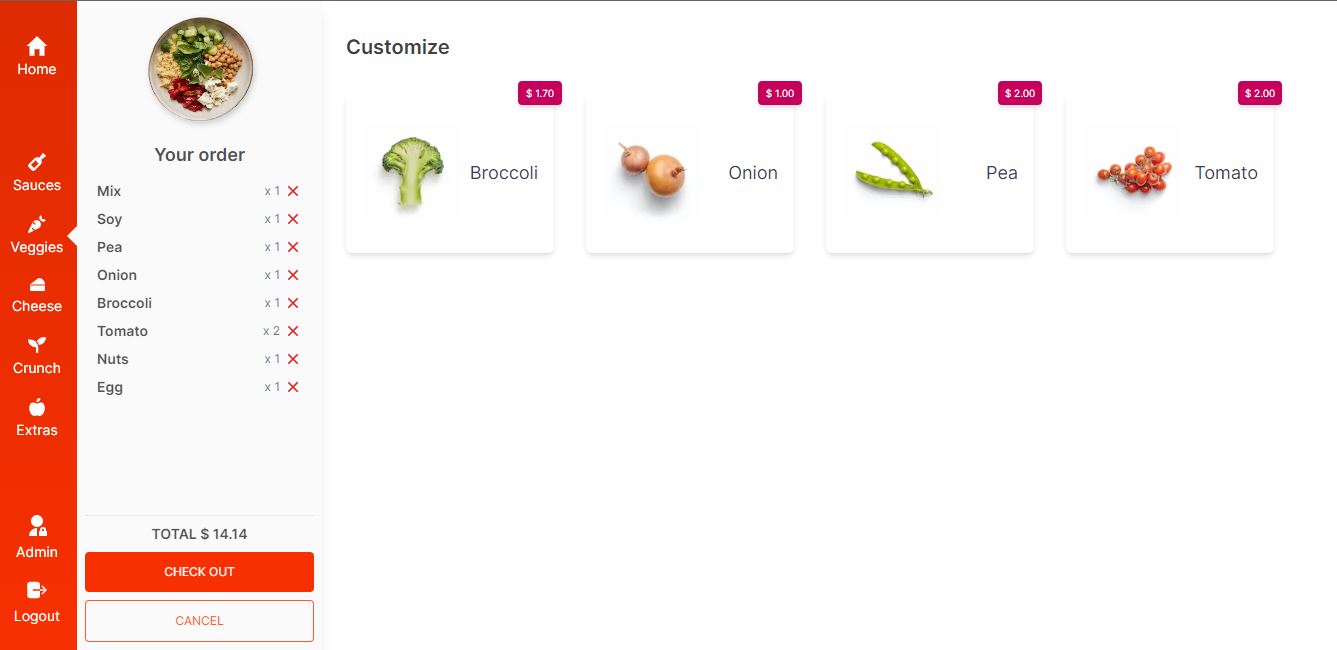 Home
Sauces
Veggies
Cheese
Crunch
Extras
Admin
Logout
Your order
Mix x 1
Soy x 1
Pea x 1
Onion x 1
Broccoli x 1
Tomato x 2
Nuts x 1
Egg x 1
TOTAL $ 14.14
CHECK OUT
CANCEL
Customize
$ 1.70
Broccoli
$ 1.00
Onion
$ 2.00
Pea
$ 2.00
Tomato